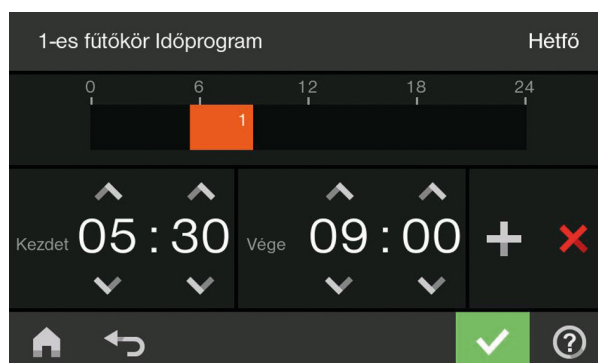 1-es fűtőkör Időprogram Hétfő
0 6 12 18 24
1
Kezdet 05 : 30 Vége 09 : 00
?